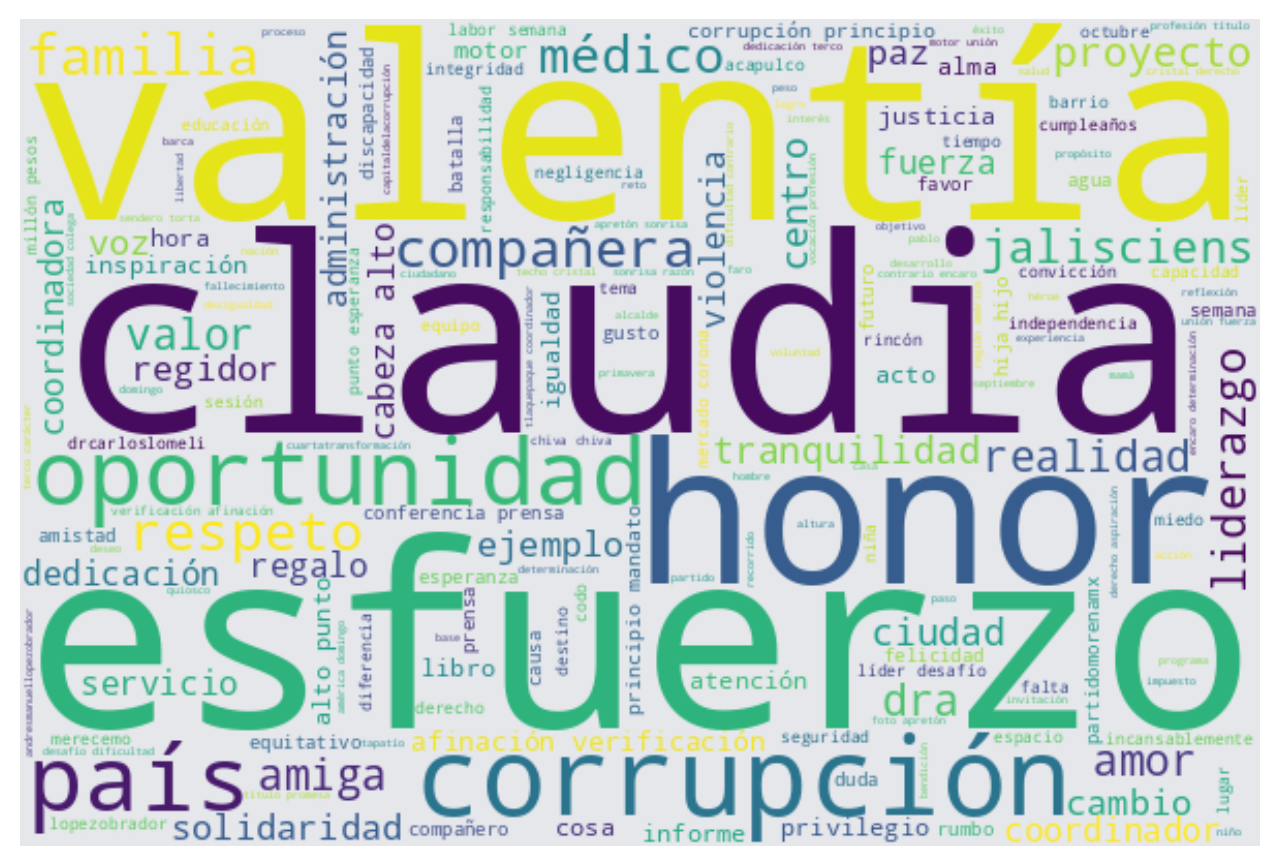 proceso
labor semana
corrupción principio
profesión título
familia
valentía
motor
médico
dedicación terco
paz
motor unión
éxito
octubre
proyecto
integridad
acapulco
alma
salud
cristal derecho
administración
discapacidad
capitaldelacorrupción
responsabilidad
peso
logro
interés
justicia
barrio
educación
barca
libertad
batalla
negligencia
reto
violencia
dificultad contrario
centro
vocación profesión
tiempo
cumpleaños
fuerza
favor
propósito
agua
líder
millón pesos
sendero torta
apretón sonrisa
objetivo
coordinadora
sociedad colega
voz
hora
nación
compañera
pablo
jalisciens
inspiración
punto esperanza
ciudadano
techo cristal
sonrisa razón
faro
desarrollo
contrario encaro
convicción
capacidad
fallecimiento
claudia
desigualdad
cabeza alto
tema
futuro
héroe
reflexión
valor
equipo
tlaquepaque coordinador
igualdad
alcalde
gusto
región américa
hija hijo
independencia
semana
unión fuerza
experiencia
regidor
voluntad
rincón
domingo
sesión
primavera
mercado corona
acto
septiembre
mamá
encaro determinación
liderazgo
terco carácter
drcarloslomeli
cuartatransformación
chiva chiva
oportunidad
tranquilidad
realidad
casa
hombre
honor
verificación afinación
conferencia prensa
respeto
amistad
deseo
altura
niña
derecho aspiración
miedo
dedicación
quiosco
regalo
ejemplo
esperanza
determinación
partido
recorrido
acción
andresmanuellopezobrador
esfuerzo
alto punto
américa domingo
diferencia
base
prensa
libro
causa
destino
codo
principio mandato
paso
ciudad
felicidad
líder desafío
partidomorenamx
programa
impuesto
servicio
derecho
atención
dra
falta
invitación
foto apretón
merecemo
desafío dificultad
equitativo
tapatío
afinación verificación
seguridad
espacio
incansablemente
país
título promesa
amiga
corrupción
duda
bendición
amor
lugar
cambio
lopezobrador
solidaridad
compañero
cosa
informe
privilegio
rumbo
coordinador
niño